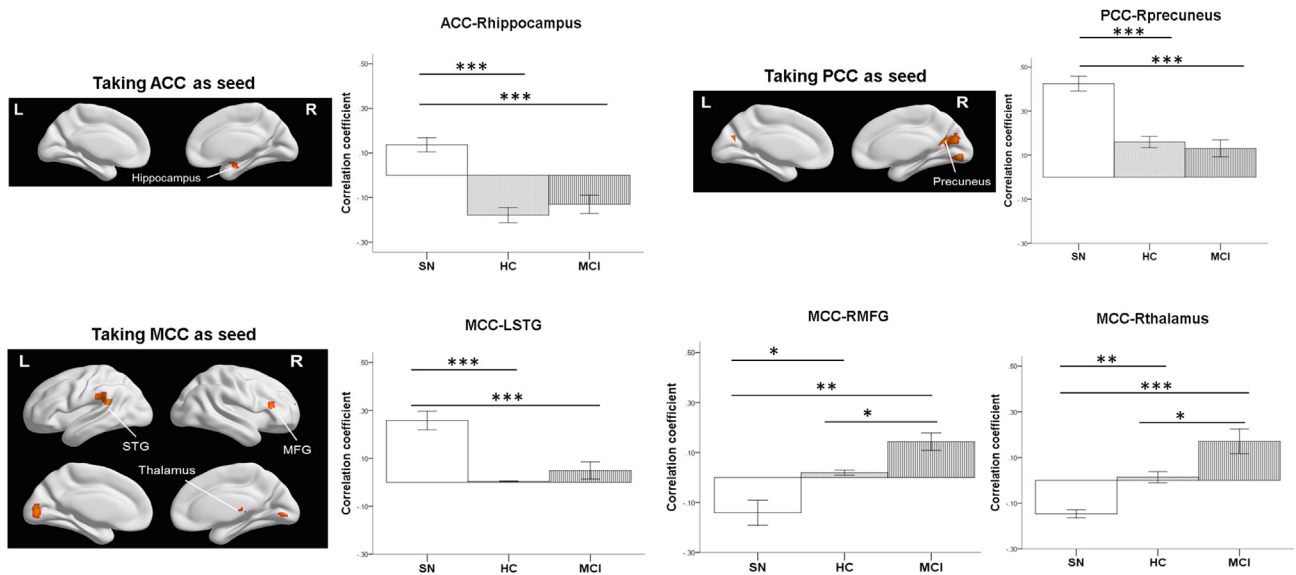 ACC-Rhippocampus
Taking ACC as seed
L
R
Hippocampus
Correlation coefficient
.50
.30
.10
-.10
-.30
***
***
SN HC MCI
PCC-Rprecuneus
Taking PCC as seed
L
R
Precuneus
Correlation coefficient
.50
.30
.10
-.10
-.30
***
***
SN HC MCI
Taking MCC as seed
L
R
STG
MFG
Thalamus
MCC-LSTG
Correlation coefficient
.50
.30
.10
-.10
-.30
***
***
SN HC MCI
MCC-RMFG
Correlation coefficient
.50
.30
.10
-.10
-.30
*
**
*
SN HC MCI
MCC-Rthalamus
Correlation coefficient
.50
.30
.10
-.10
-.30
**
***
*
SN HC MCI